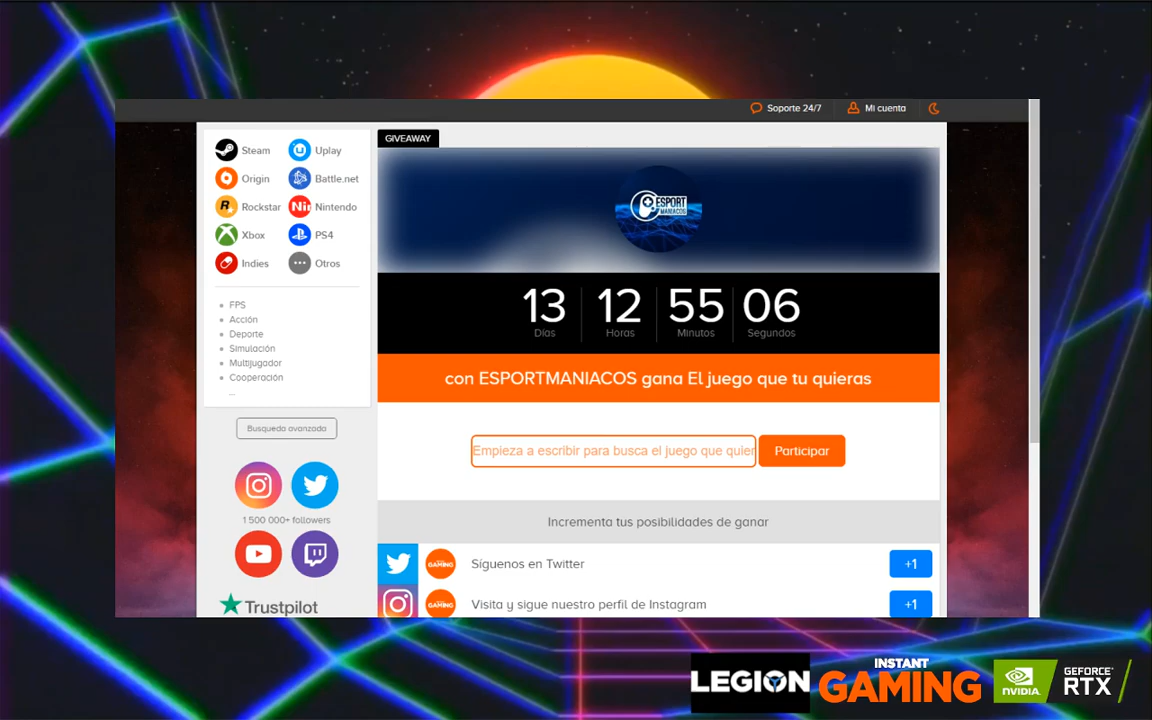 Soporte 24/7
Mi cuenta
GIVEAWAY
Steam
Uplay
Origin
Battle.net
Rockstar
Nintendo
Xbox
PS4
Indies
Otros
FPS
Acción
Deporte
Simulación
Multijugador
Cooperación
...
Busqueda avanzada
1 500 000+ followers
Trustpilot
ESPORT
MANIACOS
13 12 55 06
Días Horas Minutos Segundos
con ESPORTMANIACOS gana El juego que tu quieras
Empieza a escribir para busca el juego que quier
Participar
Incrementa tus posibilidades de ganar
GAMING
Síguenos en Twitter
+1
GAMING
Visita y sigue nuestro perfil de Instagram
+1
LEGION
INSTANT
GAMING
NVIDIA
GEFORCE
RTX